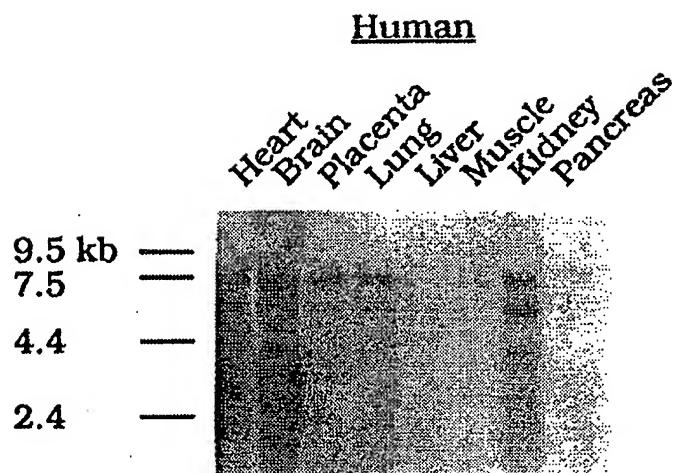 Human
Heart
Brain
Placenta
Lung
Liver
Muscle
Kidney
Pancreas
9.5 kb
7.5
4.4
2.4